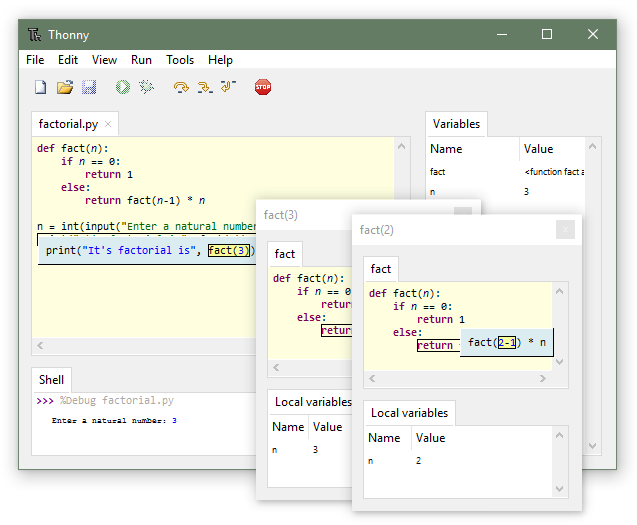 Thonny
File Edit View Run Tools Help
STOP
factorial.py
def fact(n):
if n == 0:
return 1
else:
return fact(n-1) * n
n = int(input("Enter a natural number
print("It's factorial is", fact(3))
Shell
>>> %Debug factorial.py
Enter a natural number: 3
Variables
Name Value
fact <function fact a
n 3
fact(3)
fact
def fact(n):
if n == 0:
return
else:
return
Local variables
Name Value
n 3
fact(2)
fact
def fact(n):
if n == 0:
return 1
else:
return
fact(2-1) * n
Local variables
Name Value
n 2